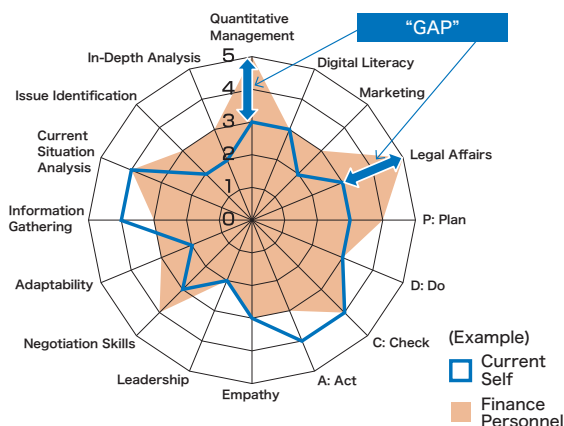 Quantitative
Management
"GAP"
In-Depth Analysis
Digital Literacy
Issue Identification
Marketing
Current
Situation
Analysis
Legal Affairs
Information
Gathering
P: Plan
Adaptability
D: Do
Negotiation Skills
C: Check
Leadership
A: Act
Empathy
5
4
3
2
1
0
(Example)
Current
Self
Finance
Personnel